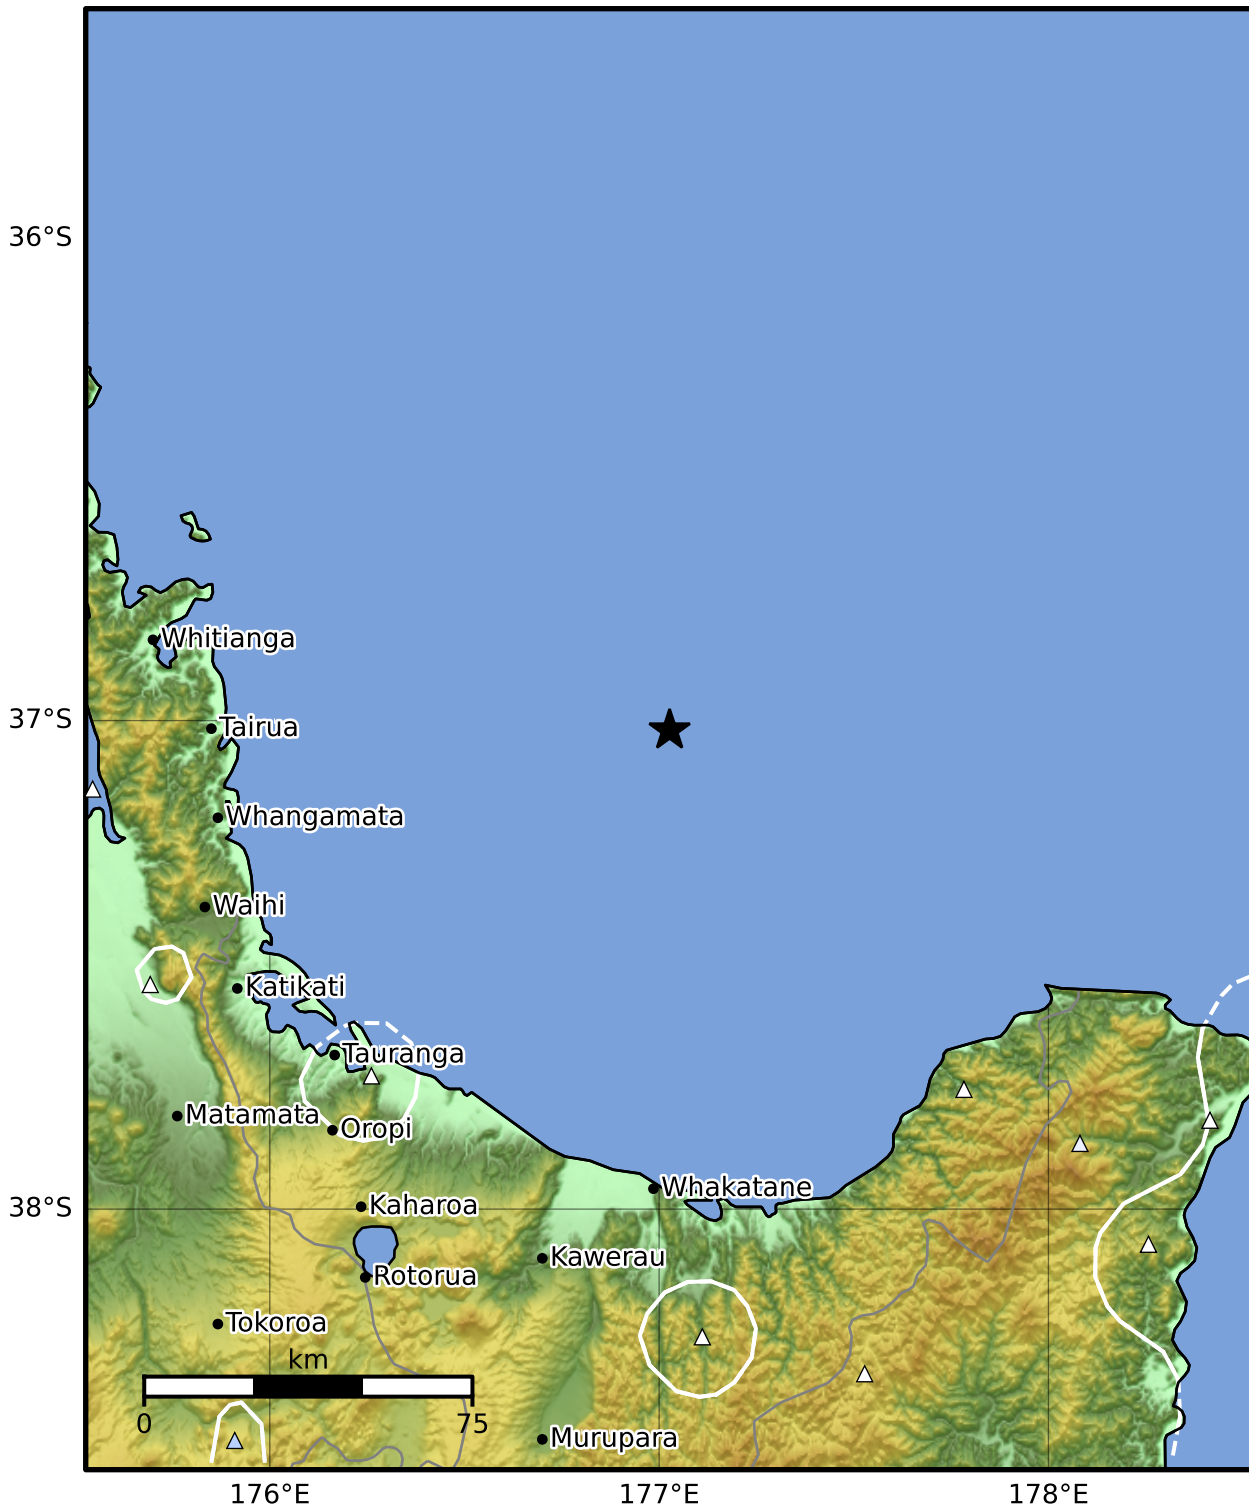 36°S
Whitianga
37°S
Tairua
Whangamata
Waihi
Katikati
Tauranga
Matamata
Oropi
Whakatane
Kaharoa
38°S
Kawerau
Rotorua
Tokoroa
km
0
75
Murupara
176°E
177°E
178°E